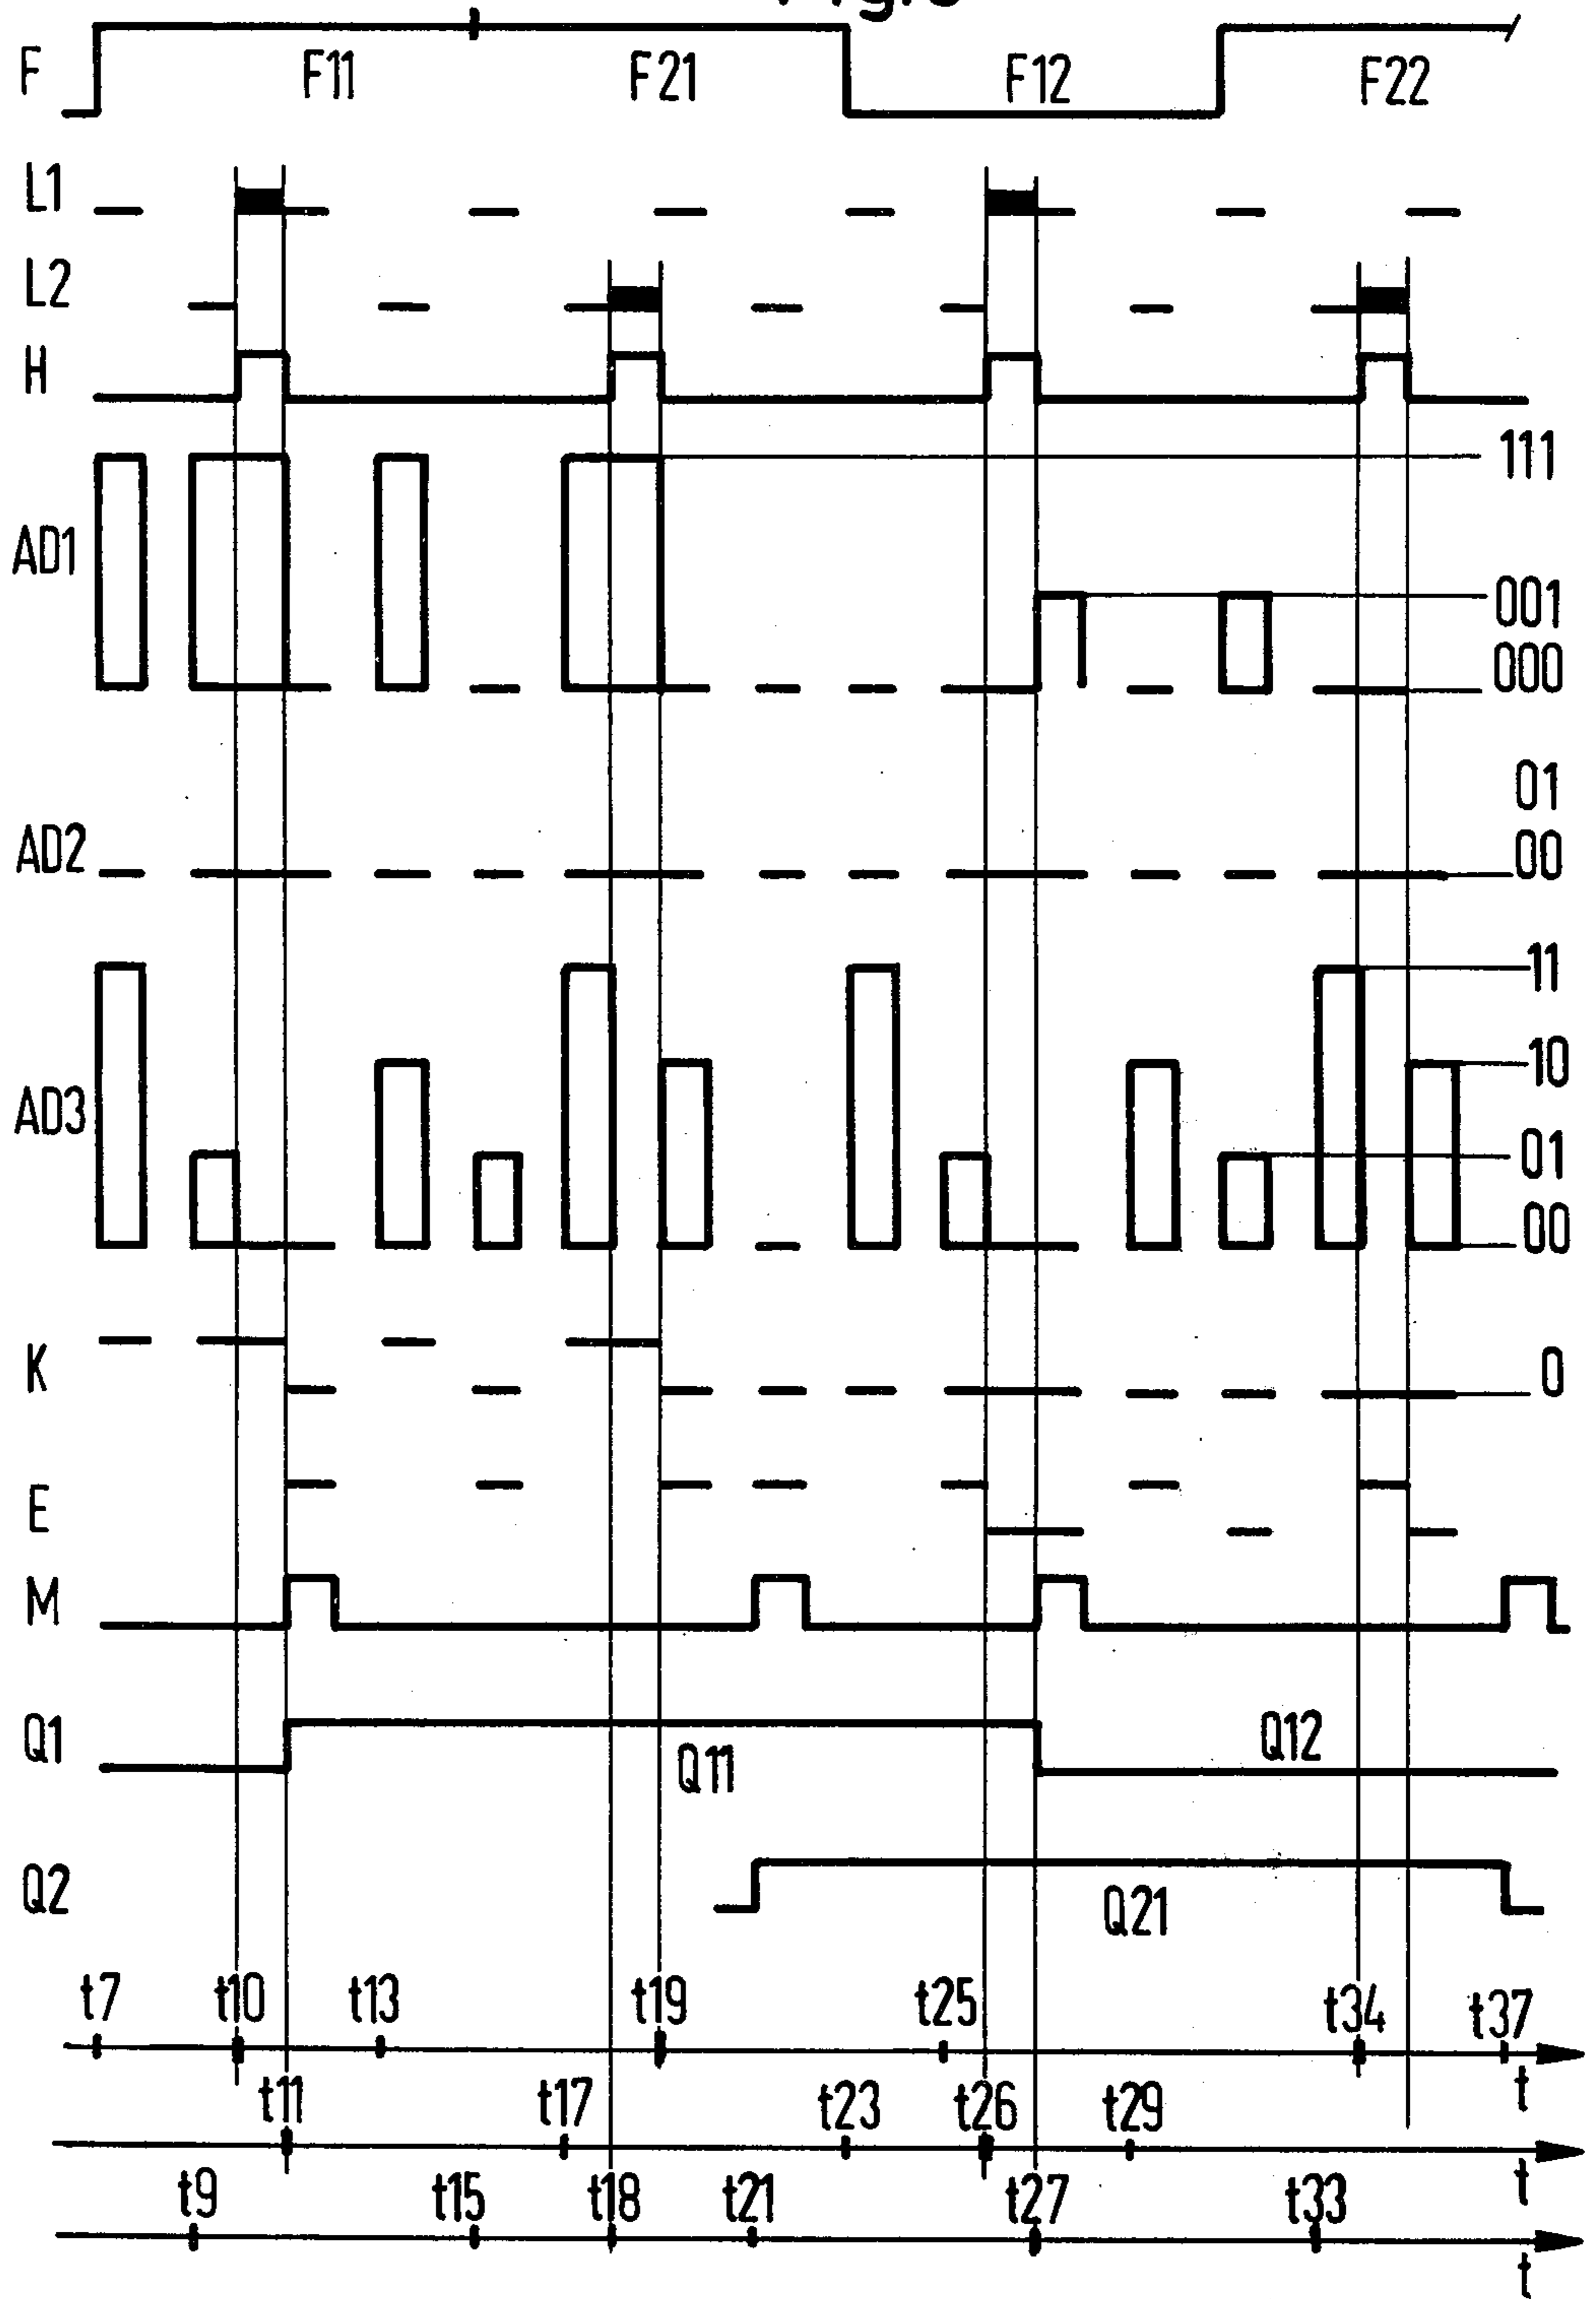 F F11 F21 F12 F22
L1
L2
H
111
AD1
001
000
01
AD2 00
11
10
AD3
01
00
K 0
E
M
Q1 Q11 Q12
Q2 Q21
t7 t10 t13 t19 t25 t34 t37
t
t11 t17 t23 t26 t29
t
t9 t15 t18 t21 t27 t33
t